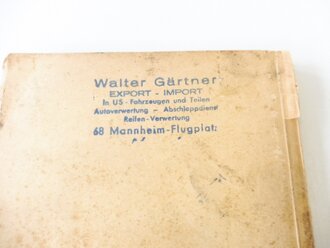 Walter Gärtner
EXPORT - IMPORT
In US-Fahrzeugen und Teilen
Autoverwertung - Abschleppdienst
Reifen-Verwertung
68 Mannheim-Flugplatz